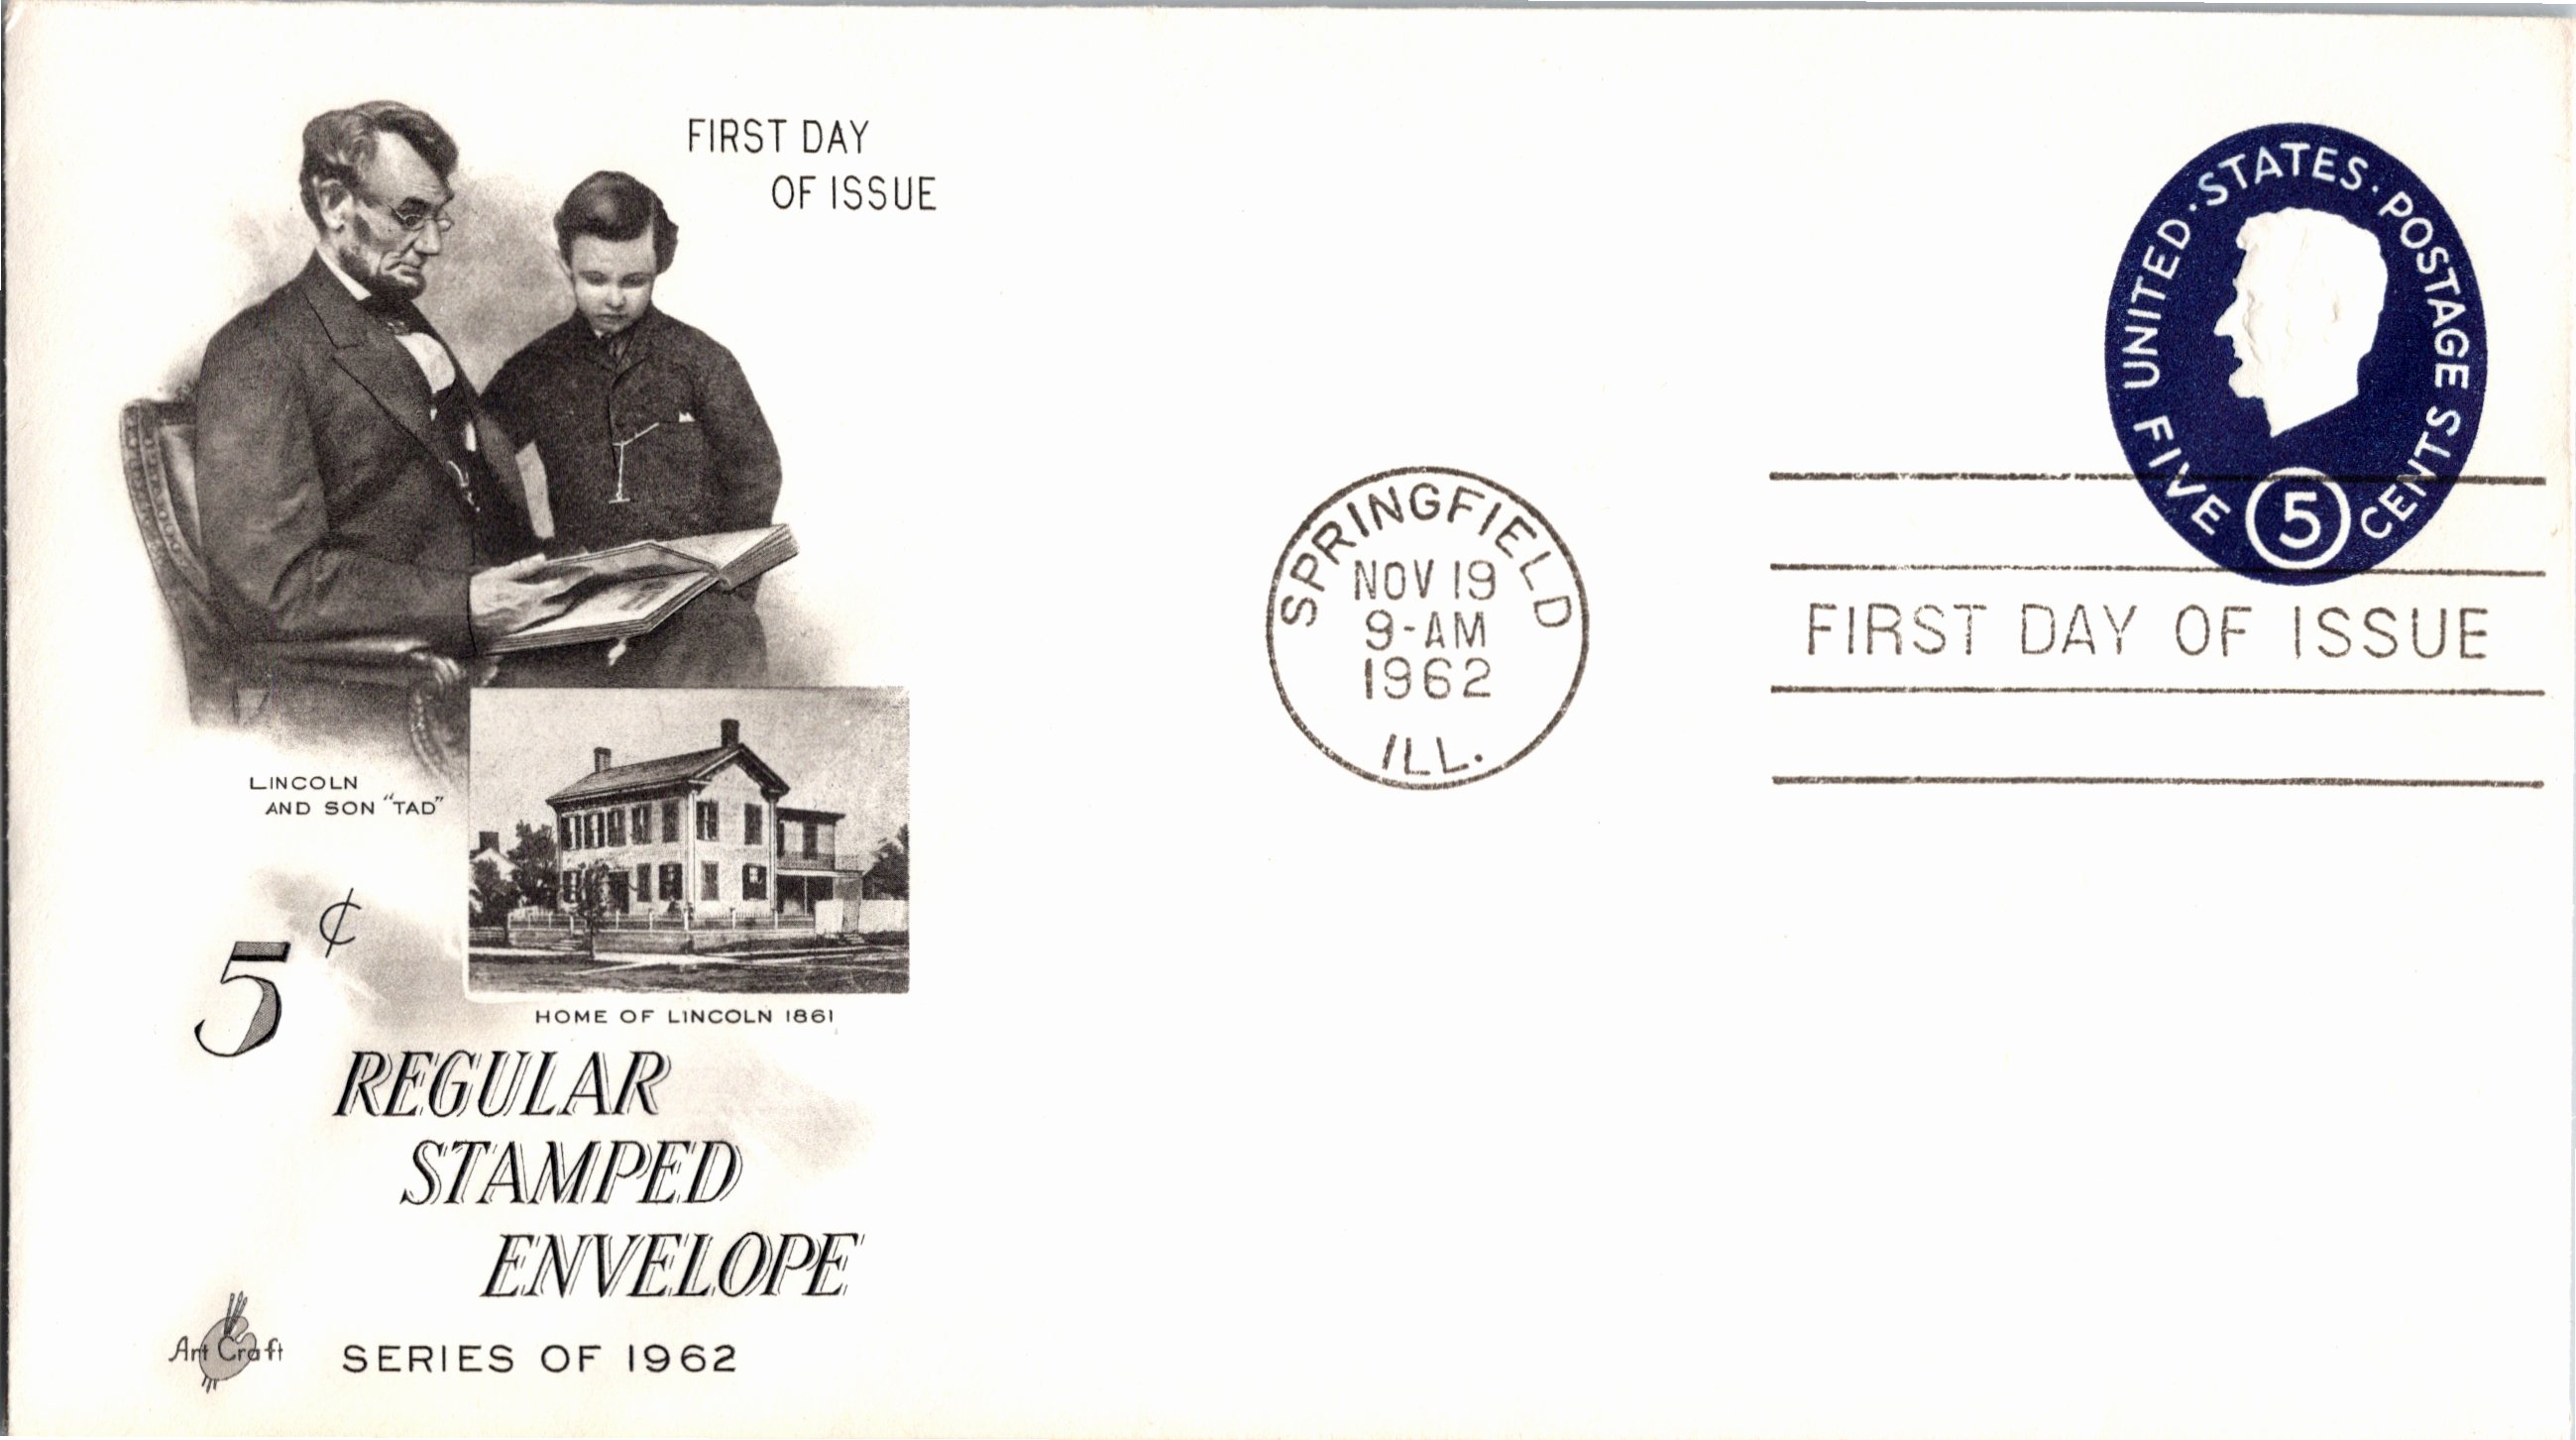 FIRST DAY
OF ISSUE
LINCOLN
AND SON "TAD"
HOME OF LINCOLN 1861
5¢
REGULAR
STAMPED
ENVELOPE
Art Craft
SERIES OF 1962
SPRINGFIELD
NOV 19
9-AM
1962
ILL.
UNITED·STATES·POSTAGE
FIVE 5 CENTS
FIRST DAY OF ISSUE